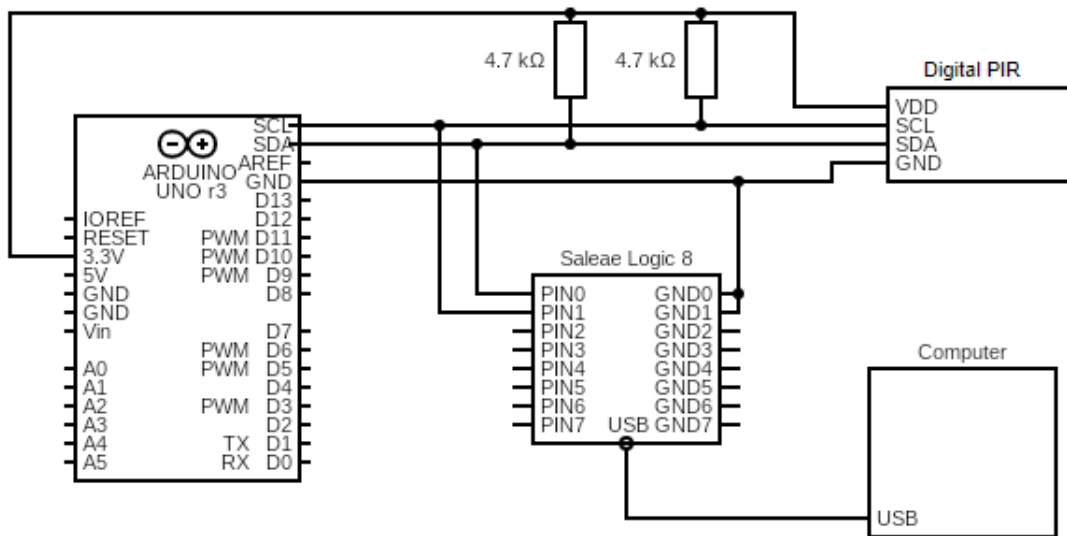 4.7 kΩ
4.7 kΩ
Digital PIR
VDD
SCL
SDA
GND
SCL
SDA
AREF
GND
D13
D12
PWM D11
PWM D10
PWM D9
D8
D7
PWM D6
PWM D5
D4
PWM D3
D2
TX D1
RX D0
ARDUINO
UNO r3
IOREF
RESET
3.3V
5V
GND
GND
Vin
A0
A1
A2
A3
A4
A5
Saleae Logic 8
PIN0 GND0
PIN1 GND1
PIN2 GND2
PIN3 GND3
PIN4 GND4
PIN5 GND5
PIN6 GND6
PIN7 USB GND7
Computer
USB